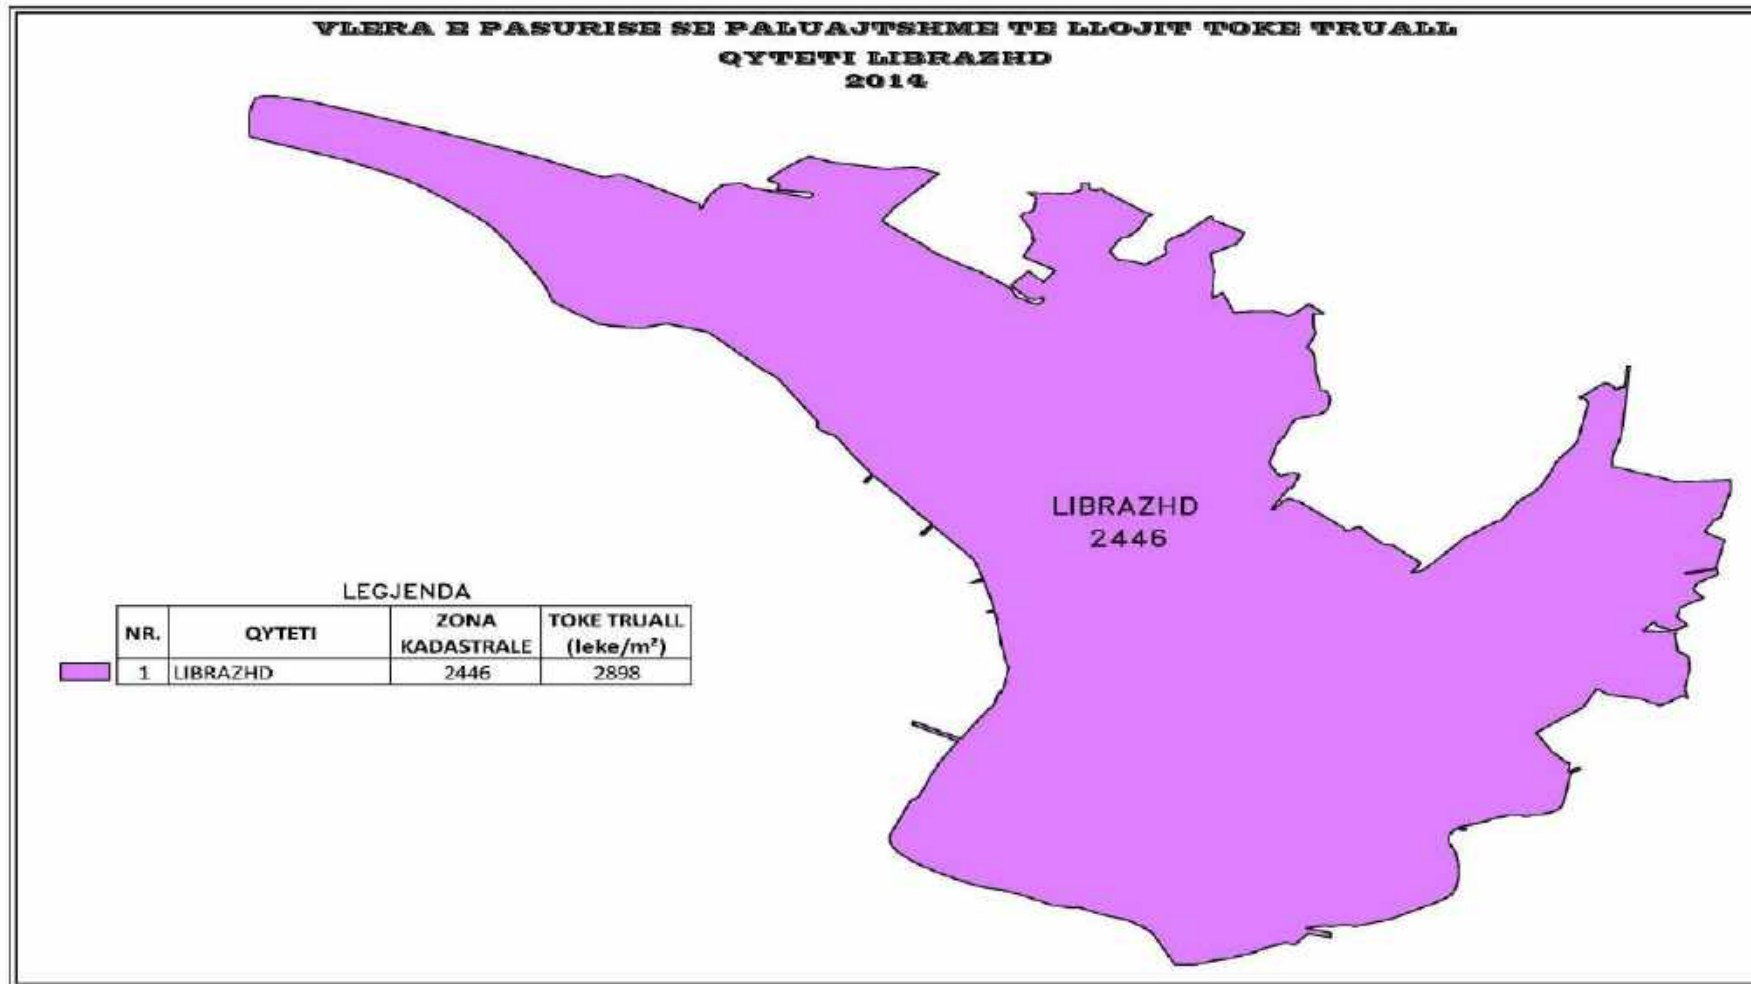 VLERA E PASURISE SE PALUAJTSHME TE LLOJIT TOKE TRUALL
QYTETI LIBRAZHD
2014
LIBRAZHD
2446
LEGJENDA
NR. QYTETI ZONA KADASTRALE TOKE TRUALL (leke/m²)
1 LIBRAZHD 2446 2898